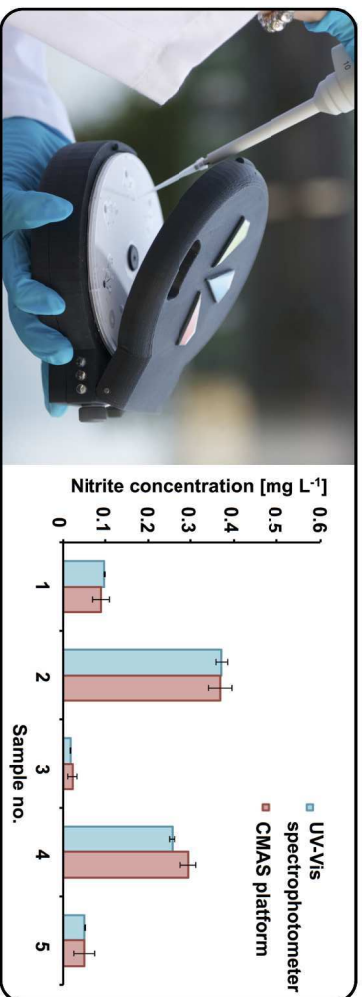 10
Nitrite concentration [mg L⁻¹]
0.6
0.5
0.4
0.3
0.2
0.1
0
UV-Vis
spectrophotometer
CMAS platform
1
2
3
4
5
Sample no.